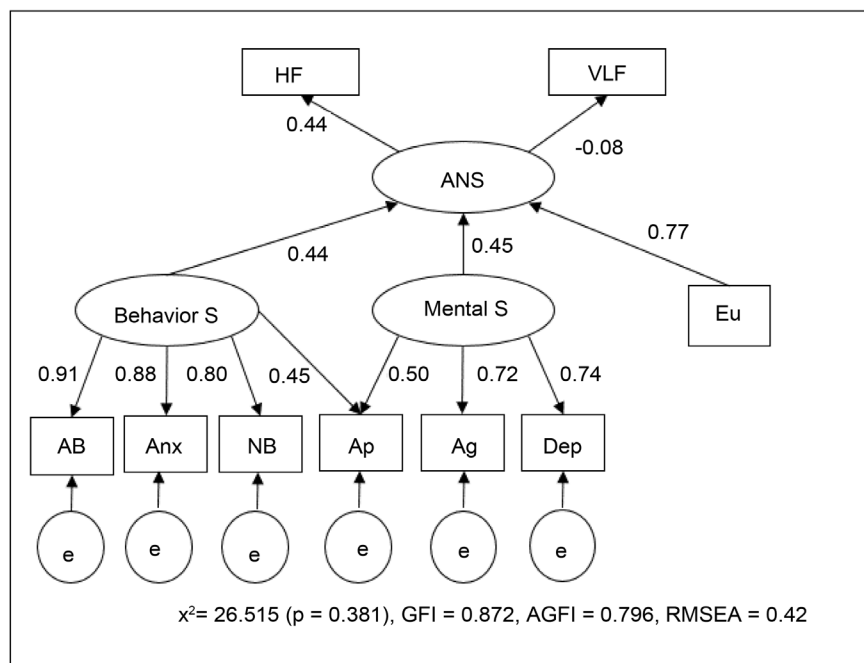 HF VLF
0.44 -0.08
ANS
0.44 0.45 0.77
Behavior S Mental S Eu
0.91 0.88 0.80 0.45 0.50 0.72 0.74
AB Anx NB Ap Ag Dep
e e e e e e
x²= 26.515 (p = 0.381), GFI = 0.872, AGFI = 0.796, RMSEA = 0.42